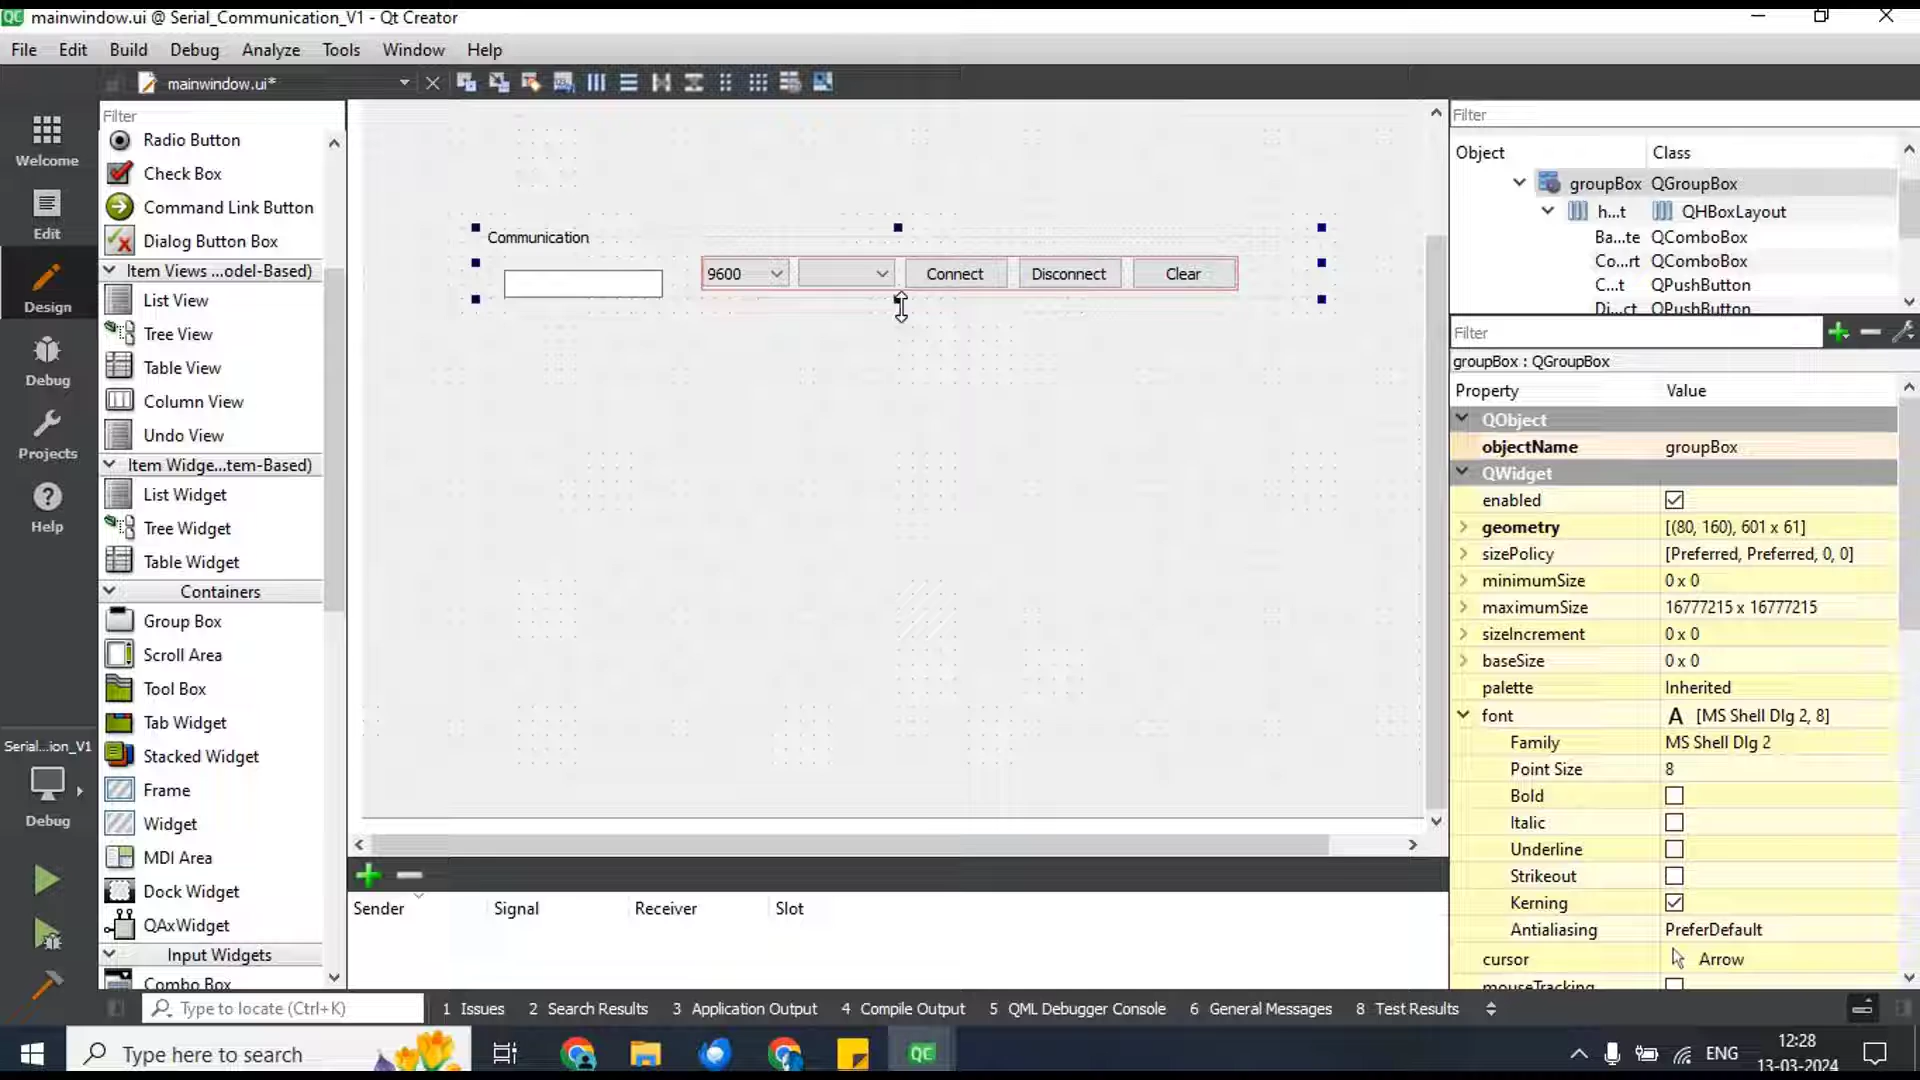 QC mainwindow.ui @ Serial_Communication_V1 - Qt Creator
File Edit Build Debug Analyze Tools Window Help
mainwindow.ui*
Welcome
Edit
Design
Debug
Projects
Help
Serial...ion_V1
Debug
Filter
Radio Button
Check Box
Command Link Button
Dialog Button Box
Item Views ...odel-Based)
List View
Tree View
Table View
Column View
Undo View
Item Widge...tem-Based)
List Widget
Tree Widget
Table Widget
Containers
Group Box
Scroll Area
Tool Box
Tab Widget
Stacked Widget
Frame
Widget
MDI Area
Dock Widget
QAxWidget
Input Widgets
Combo Box
Communication
9600 Connect Disconnect Clear
Sender Signal Receiver Slot
Filter
Object Class
groupBox QGroupBox
h...t QHBoxLayout
Ba...te QComboBox
Co...rt QComboBox
C...t QPushButton
Di...ct QPushButton
Filter
groupBox : QGroupBox
Property Value
QObject
objectName groupBox
QWidget
enabled
geometry [(80, 160), 601 x 61]
sizePolicy [Preferred, Preferred, 0, 0]
minimumSize 0 x 0
maximumSize 16777215 x 16777215
sizeIncrement 0 x 0
baseSize 0 x 0
palette Inherited
font A [MS Shell Dlg 2, 8]
Family MS Shell Dlg 2
Point Size 8
Bold
Italic
Underline
Strikeout
Kerning
Antialiasing PreferDefault
cursor Arrow
mouseTracking
Type to locate (Ctrl+K) 1 Issues 2 Search Results 3 Application Output 4 Compile Output 5 QML Debugger Console 6 General Messages 8 Test Results
Type here to search QC ENG 12:28
13-03-2024